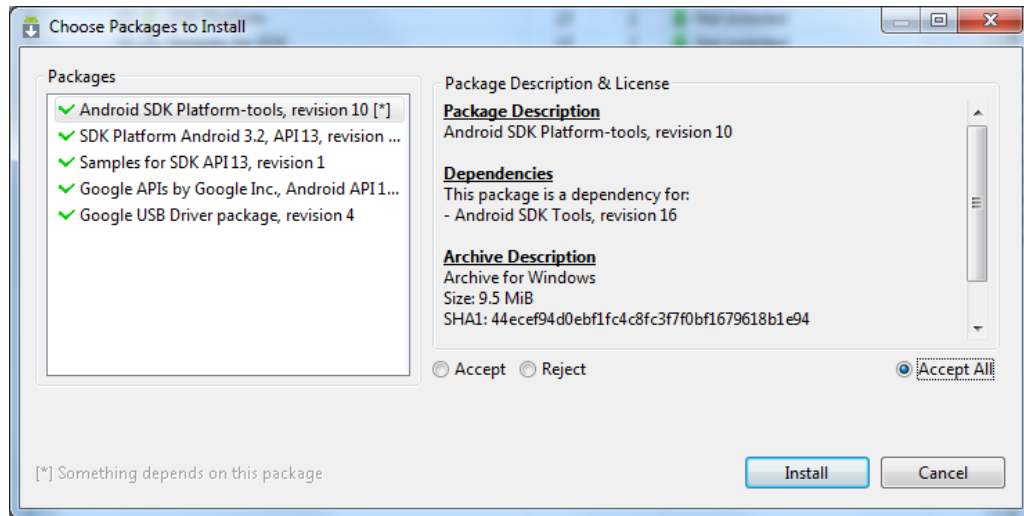 Choose Packages to Install
Packages
Android SDK Platform-tools, revision 10 [*]
SDK Platform Android 3.2, API 13, revision ...
Samples for SDK API 13, revision 1
Google APIs by Google Inc., Android API 1...
Google USB Driver package, revision 4
Package Description & License
Package Description
Android SDK Platform-tools, revision 10
Dependencies
This package is a dependency for:
- Android SDK Tools, revision 16
Archive Description
Archive for Windows
Size: 9.5 MiB
SHA1: 44ecef94d0ebf1fc4c8fc3f7f0bf1679618b1e94
Accept Reject Accept All
[*] Something depends on this package
Install Cancel